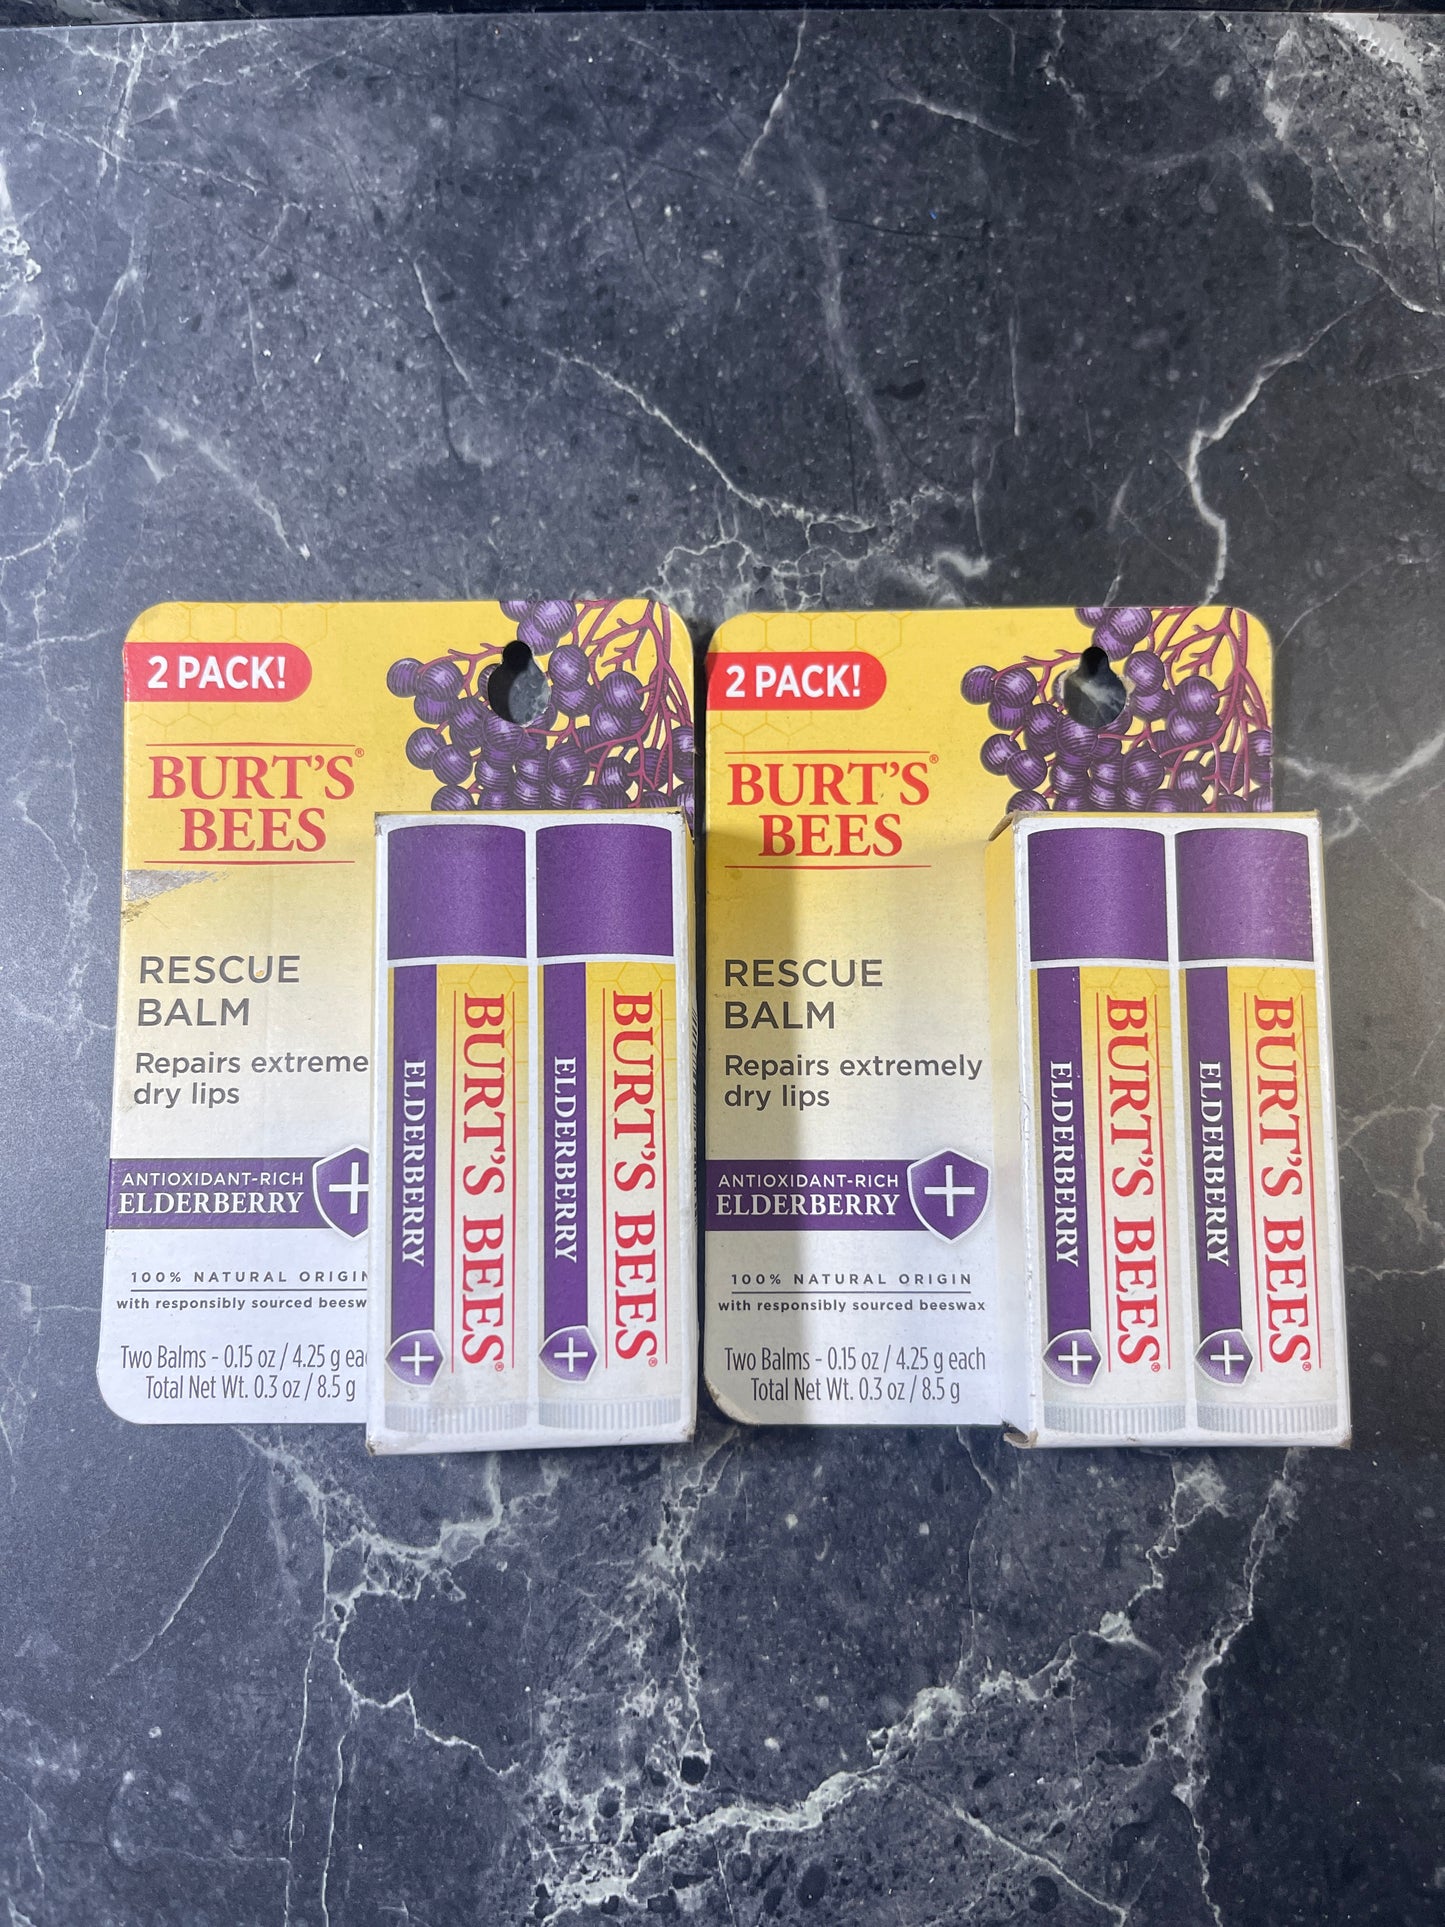 2 PACK!
BURT'S®
BEES
RESCUE
BALM
Repairs extreme
dry lips
ANTIOXIDANT-RICH
ELDERBERRY
100% NATURAL ORIGIN
with responsibly sourced beesw
Two Balms - 0.15 oz / 4.25 g ea
Total Net Wt. 0.3 oz / 8.5 g
ELDERBERRY
BURT'S BEES®
ELDERBERRY
BURT'S BEES®
2 PACK!
BURT'S®
BEES
RESCUE
BALM
Repairs extremely
dry lips
ANTIOXIDANT-RICH
ELDERBERRY
100% NATURAL ORIGIN
with responsibly sourced beeswax
Two Balms - 0.15 oz / 4.25 g each
Total Net Wt. 0.3 oz / 8.5 g
ELDERBERRY
BURT'S BEES®
ELDERBERRY
BURT'S BEES®